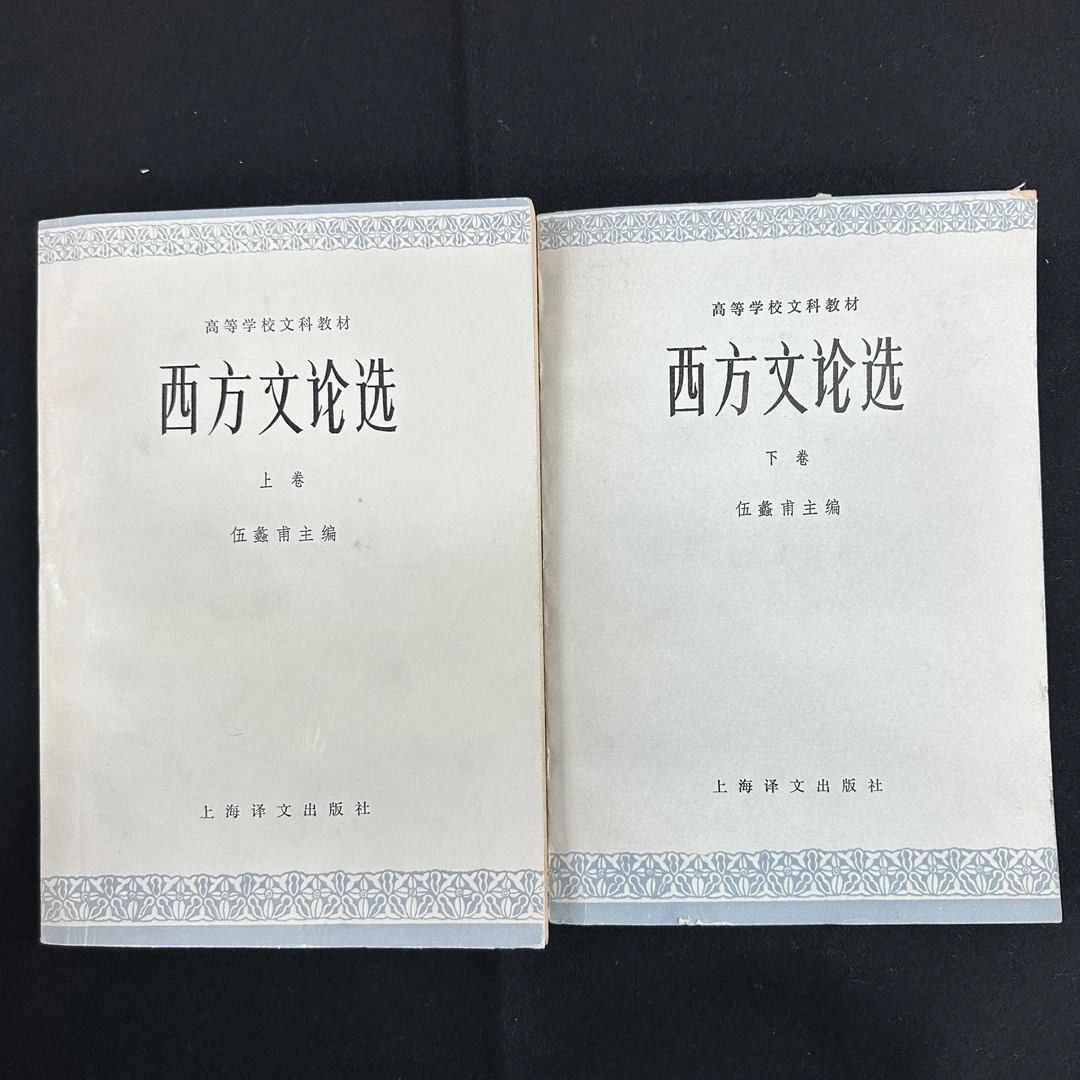 高等学校文科教材
西方文论选
上卷
伍蠡甫主编
上海译文出版社
高等学校文科教材
西方文论选
下卷
伍蠡甫主编
上海译文出版社